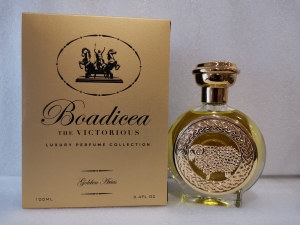 Boadicea
THE VICTORIOUS
LUXURY PERFUME COLLECTION
Golden Aries
100ML 3.4FL OZ